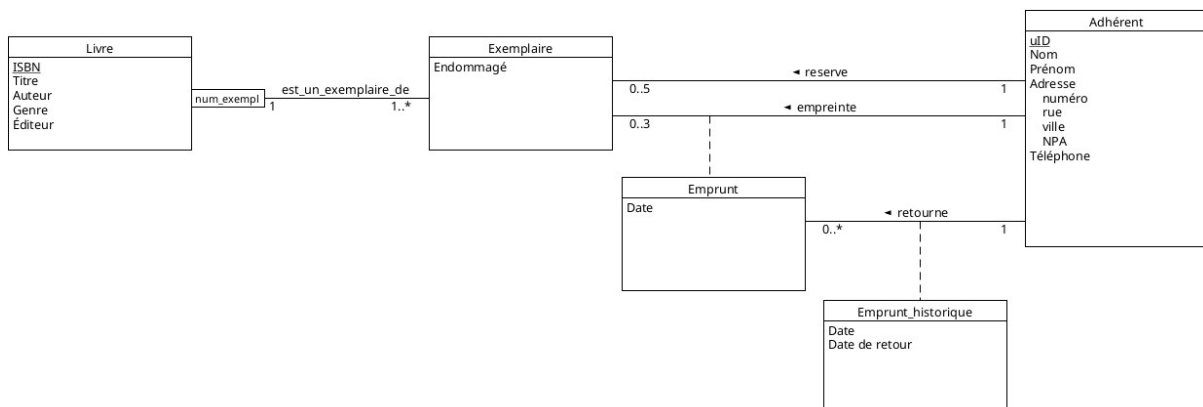 Livre
ISBN
Titre
Auteur
Genre
Éditeur
num_exempl
1
est_un_exemplaire_de
1..*
Exemplaire
Endommagé
◄ reserve
0..5
1
◄ empreinte
0..3
1
Adhérent
uID
Nom
Prénom
Adresse
numéro
rue
ville
NPA
Téléphone
Emprunt
Date
◄ retourne
0..*
1
Emprunt_historique
Date
Date de retour